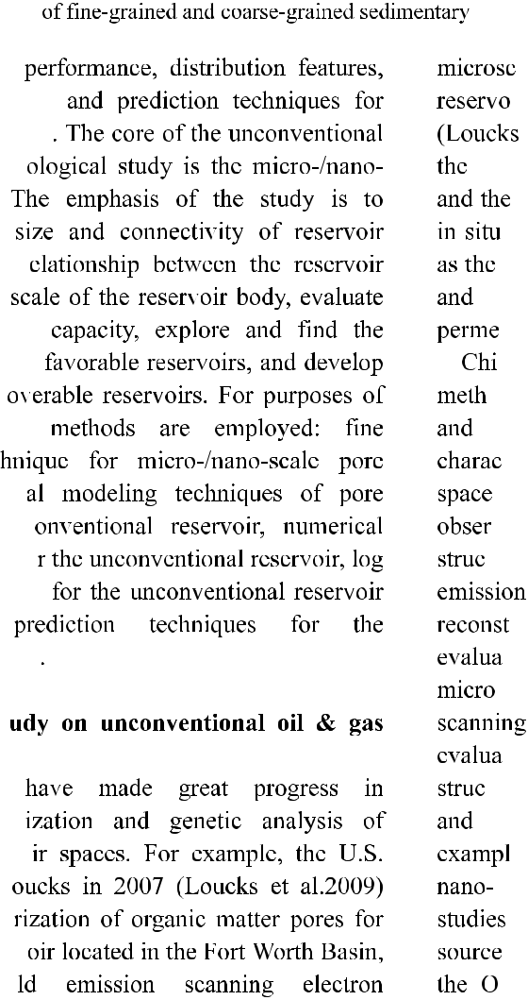 of fine-grained and coarse-grained sedimentary
performance, distribution features,
and prediction techniques for
. The core of the unconventional
ological study is the micro-/nano-
The emphasis of the study is to
size and connectivity of reservoir
elationship between the reservoir
scale of the reservoir body, evaluate
capacity, explore and find the
favorable reservoirs, and develop
overable reservoirs. For purposes of
methods are employed: fine
hnique for micro-/nano-scale pore
al modeling techniques of pore
onventional reservoir, numerical
r the unconventional reservoir, log
for the unconventional reservoir
prediction techniques for the
.
udy on unconventional oil & gas
have made great progress in
ization and genetic analysis of
ir spaces. For example, the U.S.
oucks in 2007 (Loucks et al.2009)
rization of organic matter pores for
oir located in the Fort Worth Basin,
ld emission scanning electron
microsc
reservo
(Loucks
the
and the
in situ
as the
and
perme
Chi
meth
and
charac
space
obser
struc
emission
reconst
evalua
micro
scanning
evalua
struc
and
exampl
nano-
studies
source
the O